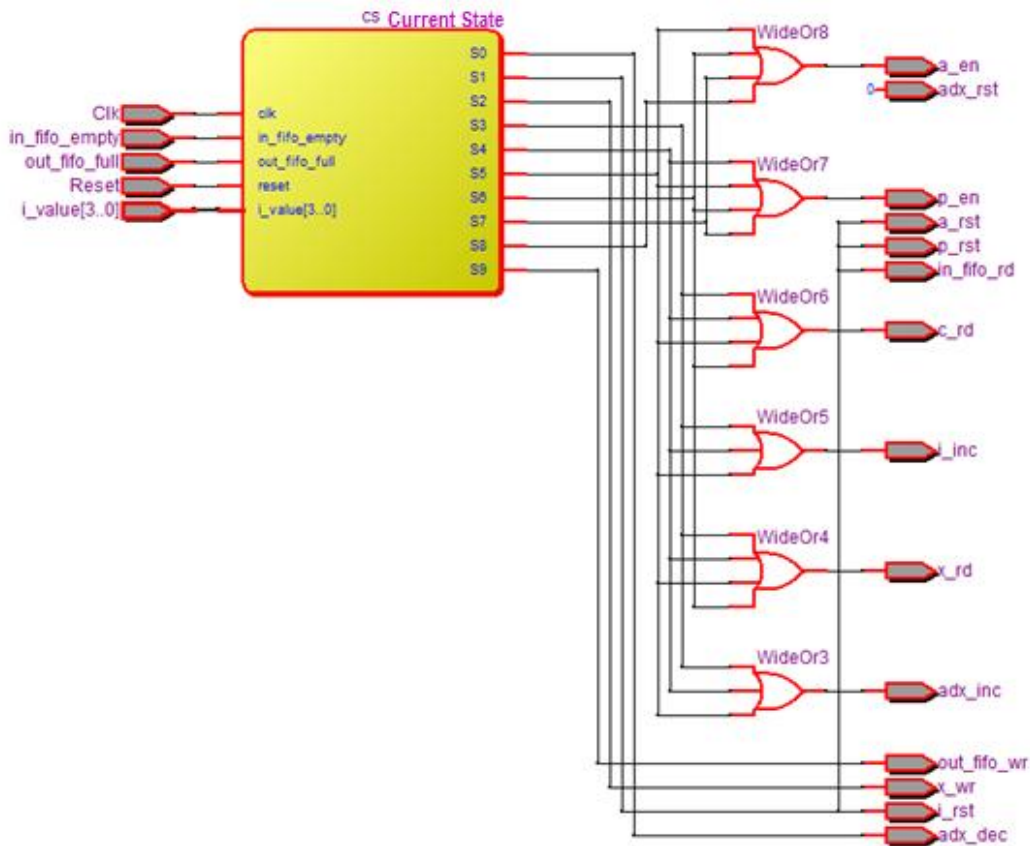 cs Current State
Clk
in_fifo_empty
out_fifo_full
Reset
i_value[3..0]
clk
in_fifo_empty
out_fifo_full
reset
i_value[3..0]
S0
S1
S2
S3
S4
S5
S6
S7
S8
S9
WideOr8
WideOr7
WideOr6
WideOr5
WideOr4
WideOr3
a_en
0 adx_rst
p_en
a_rst
p_rst
in_fifo_rd
c_rd
i_inc
x_rd
adx_inc
out_fifo_wr
x_wr
i_rst
adx_dec